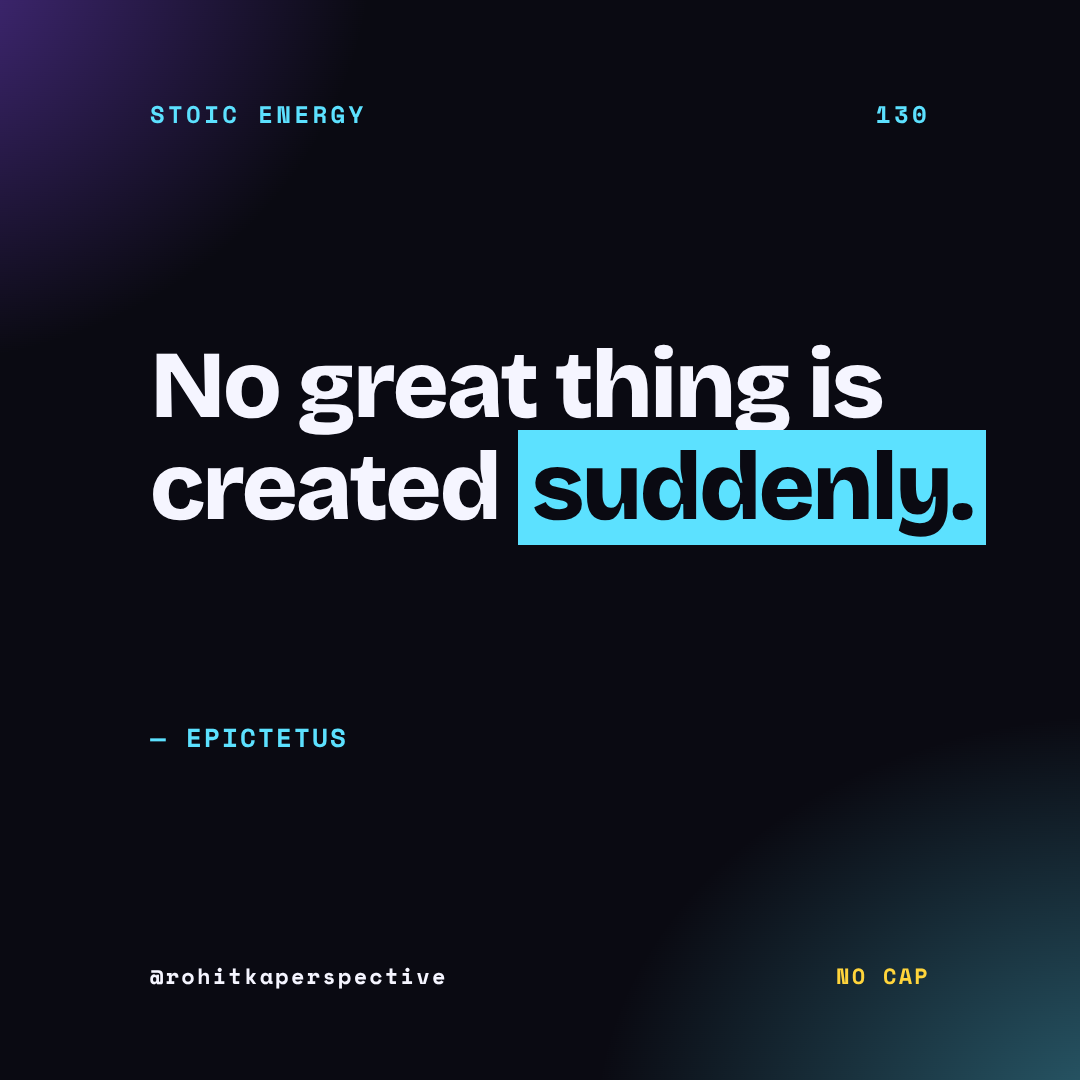 STOIC ENERGY
130
No great thing is
created suddenly.
— EPICTETUS
@rohitkaperspective
NO CAP